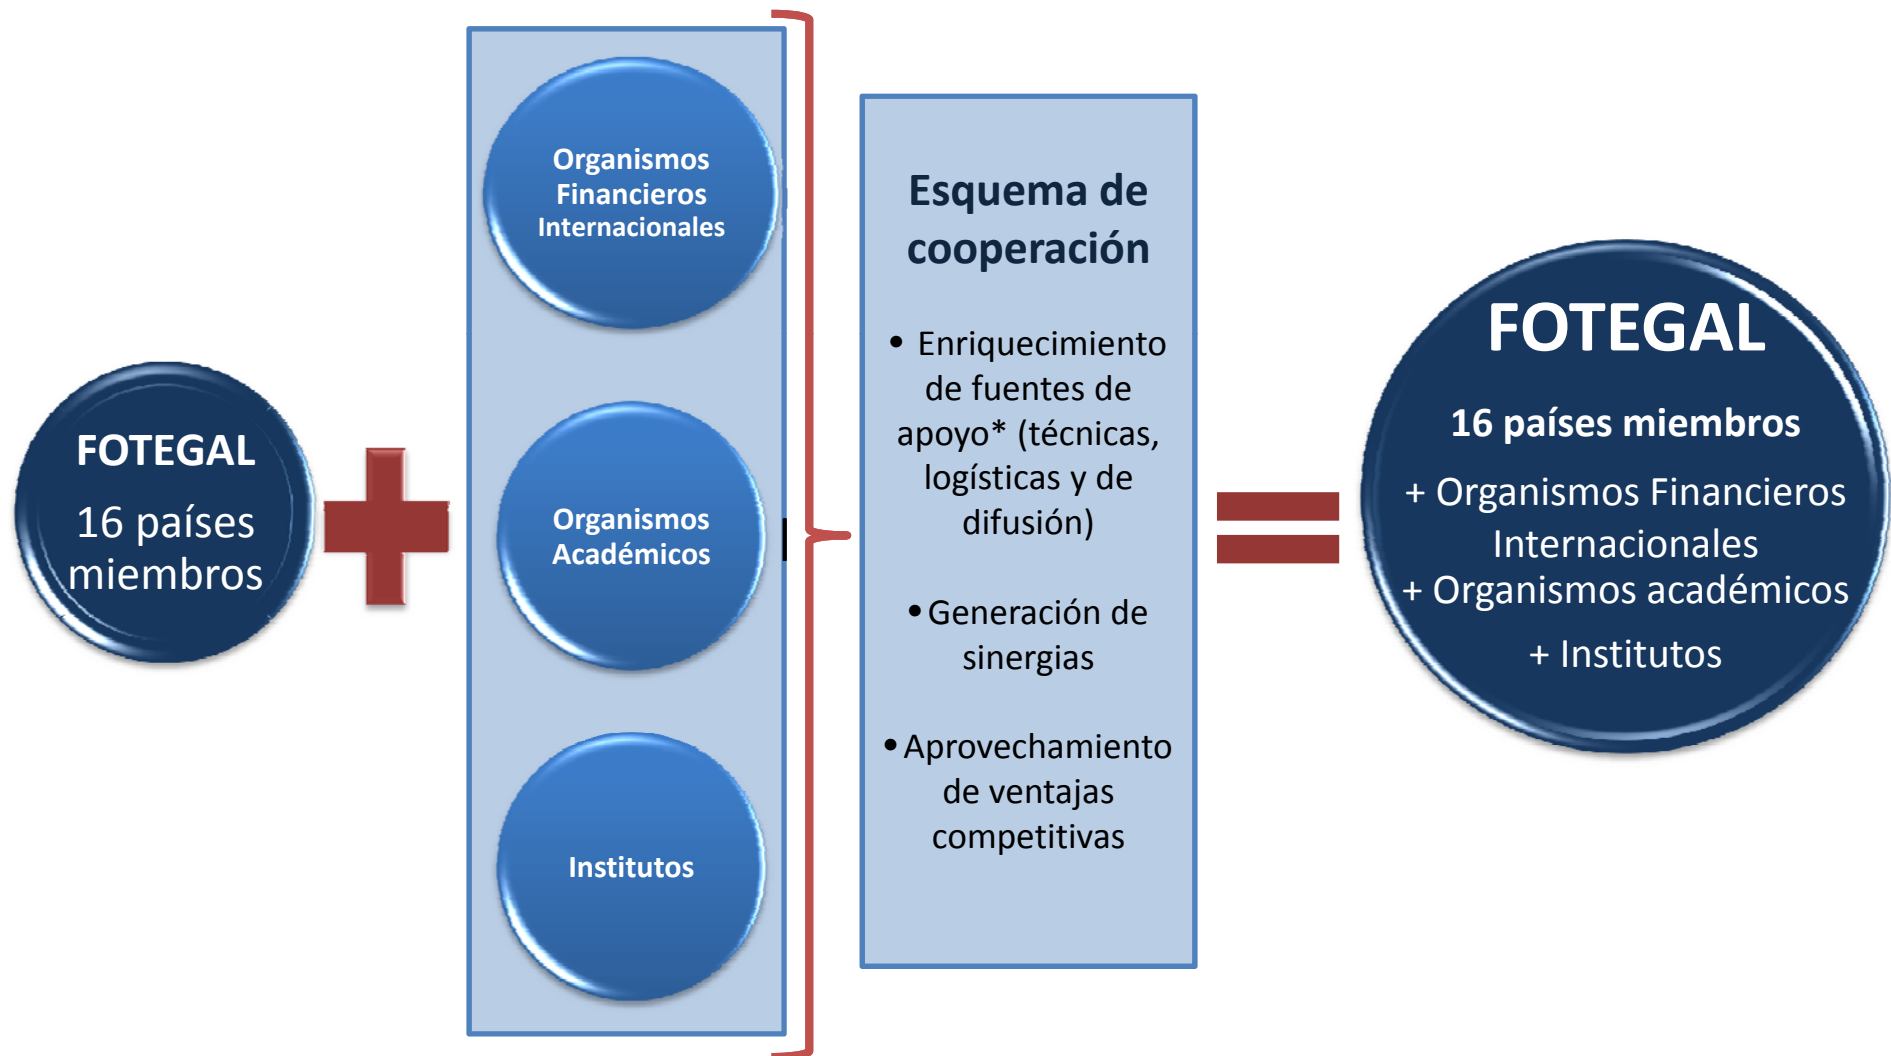 FOTEGAL
16 países
miembros
Organismos
Financieros
Internacionales
Organismos
Académicos
Institutos
Esquema de
cooperación
• Enriquecimiento
de fuentes de
apoyo* (técnicas,
logísticas y de
difusión)
• Generación de
sinergias
• Aprovechamiento
de ventajas
competitivas
FOTEGAL
16 países miembros
+ Organismos Financieros
Internacionales
+ Organismos académicos
+ Institutos